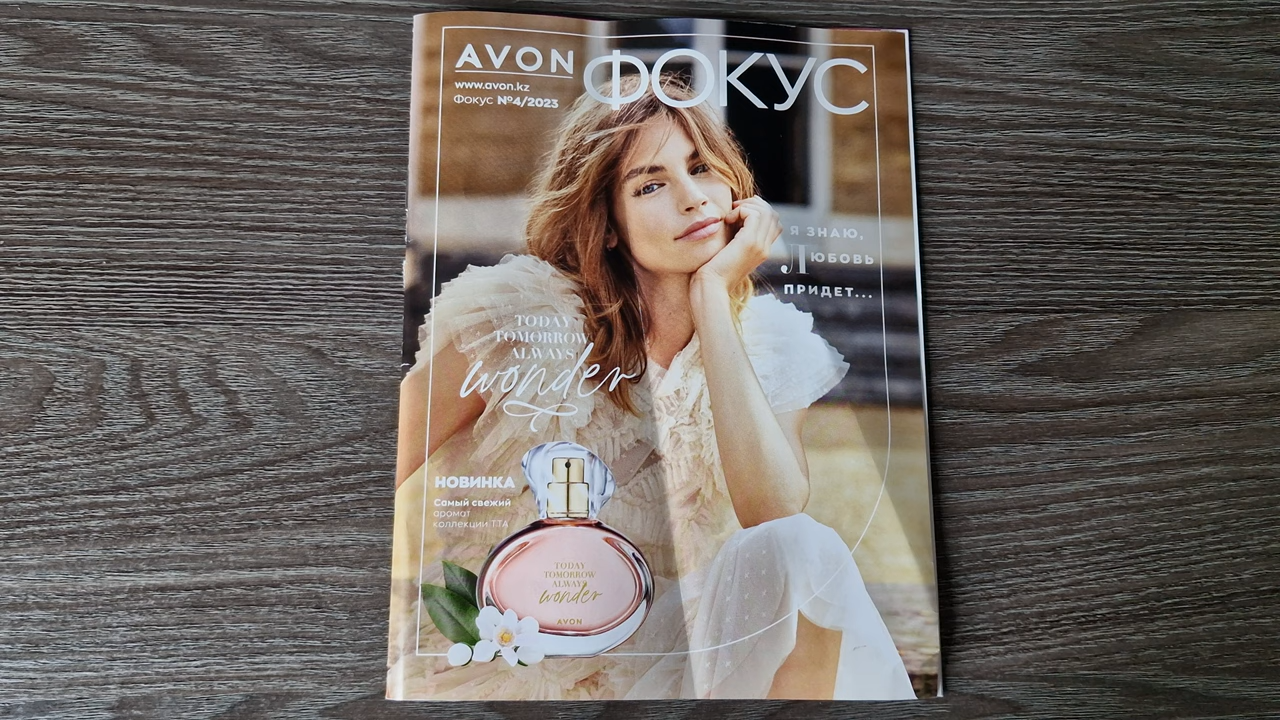 AVON
ФОКУС
www.avon.kz
Фокус №4/2023
Я ЗНАЮ,
ЛЮБОВЬ
ПРИДЕТ...
TODAY
TOMORROW
ALWAYS
wonder
НОВИНКА
Самый свежий
аромат
коллекции ТТА
TODAY
TOMORROW
ALWAYS
wonder
AVON